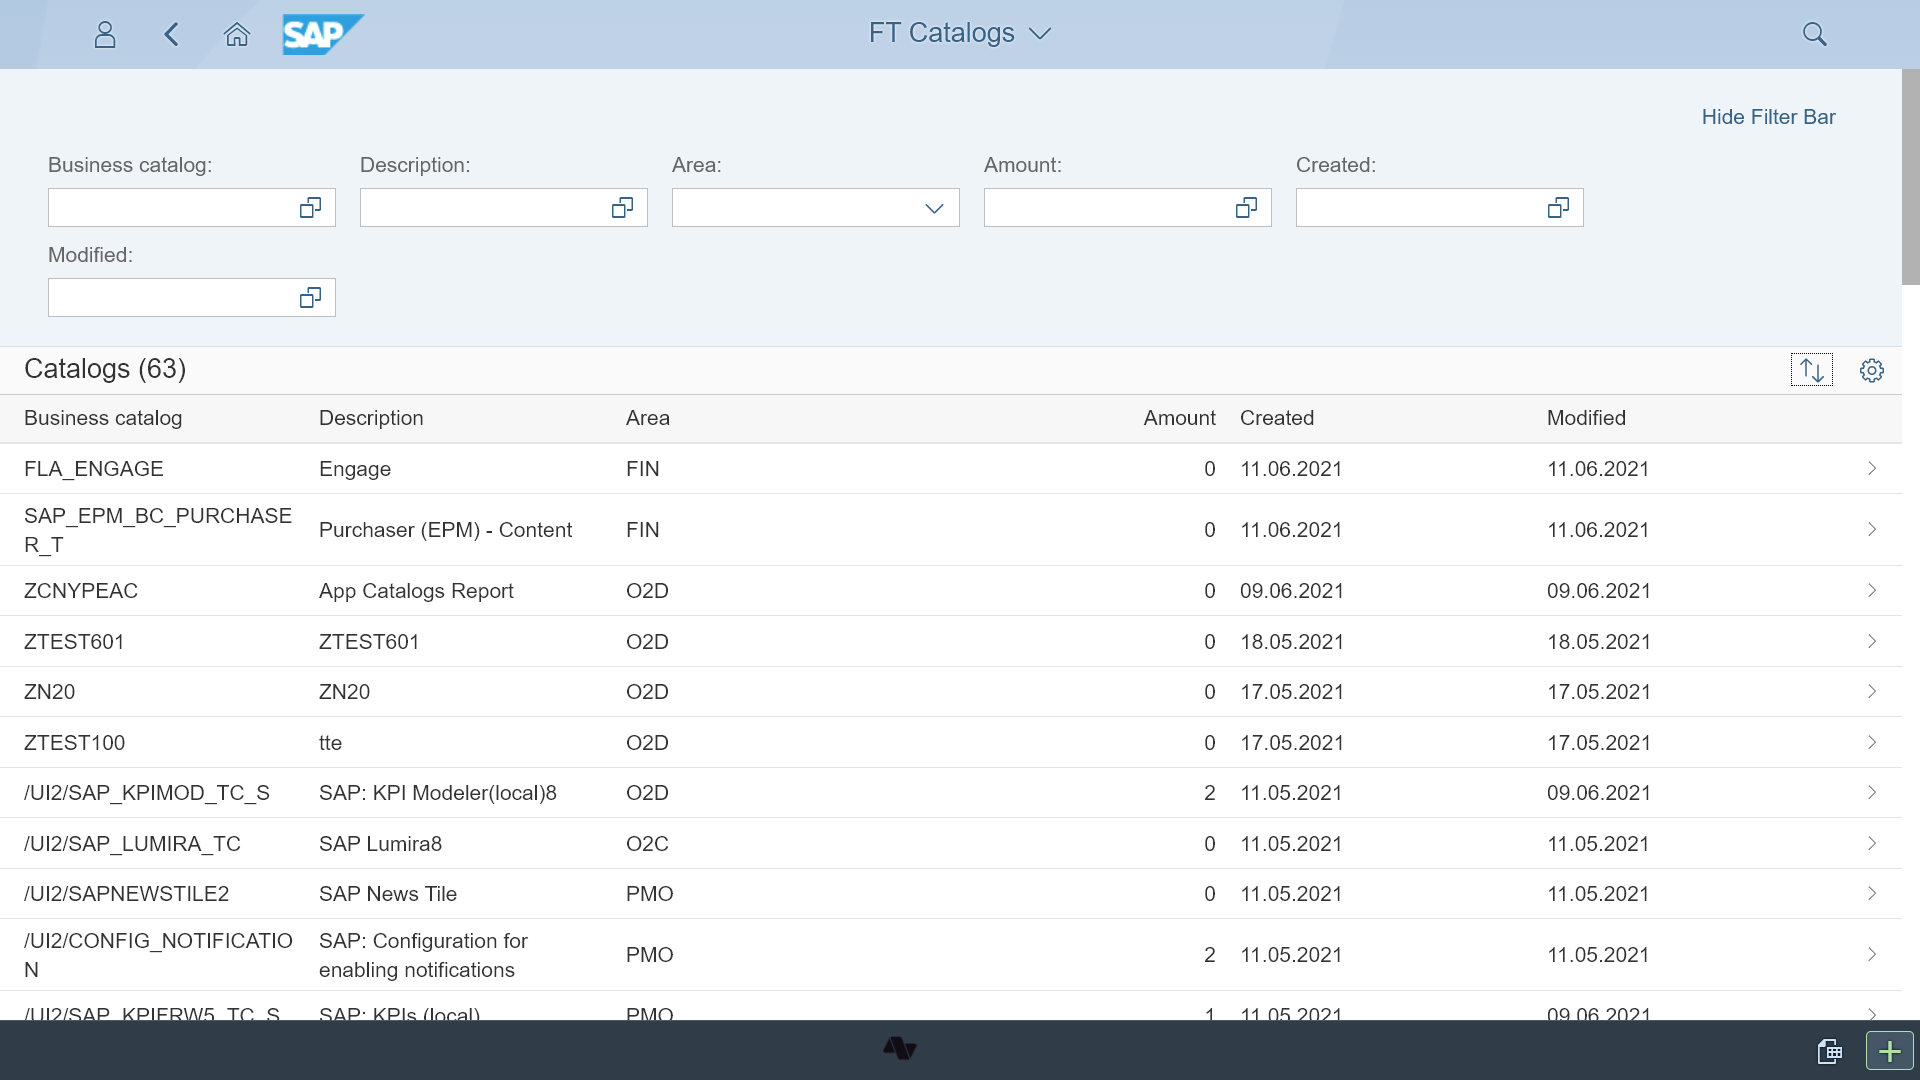 SAP
FT Catalogs
Hide Filter Bar
Business catalog:
Description:
Area:
Amount:
Created:
Modified:
Catalogs (63)
Business catalog Description Area Amount Created Modified
FLA_ENGAGE Engage FIN 0 11.06.2021 11.06.2021
SAP_EPM_BC_PURCHASE
R_T
Purchaser (EPM) - Content FIN 0 11.06.2021 11.06.2021
ZCNYPEAC App Catalogs Report O2D 0 09.06.2021 09.06.2021
ZTEST601 ZTEST601 O2D 0 18.05.2021 18.05.2021
ZN20 ZN20 O2D 0 17.05.2021 17.05.2021
ZTEST100 tte O2D 0 17.05.2021 17.05.2021
/UI2/SAP_KPIMOD_TC_S SAP: KPI Modeler(local)8 O2D 2 11.05.2021 09.06.2021
/UI2/SAP_LUMIRA_TC SAP Lumira8 O2C 0 11.05.2021 11.05.2021
/UI2/SAPNEWSTILE2 SAP News Tile PMO 0 11.05.2021 11.05.2021
/UI2/CONFIG_NOTIFICATIO
N
SAP: Configuration for
enabling notifications
PMO 2 11.05.2021 11.05.2021
/UI2/SAP_KPIFRW5_TC_S SAP: KPIs (local) PMO 1 11.05.2021 09.06.2021